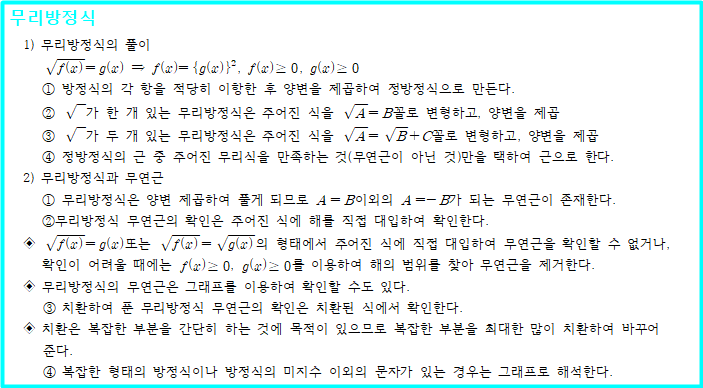 무리방정식
1) 무리방정식의 풀이
√f(x) = g(x) ⇒ f(x) = {g(x)}², f(x) ≥ 0, g(x) ≥ 0
① 방정식의 각 항을 적당히 이항한 후 양변을 제곱하여 정방정식으로 만든다.
② √ 가 한 개 있는 무리방정식은 주어진 식을 √A = B꼴로 변형하고, 양변을 제곱
③ √ 가 두 개 있는 무리방정식은 주어진 식을 √A = √B + C꼴로 변형하고, 양변을 제곱
④ 정방정식의 근 중 주어진 무리식을 만족하는 것(무연근이 아닌 것)만을 택하여 근으로 한다.
2) 무리방정식과 무연근
① 무리방정식은 양변 제곱하여 풀게 되므로 A = B이외의 A = -B가 되는 무연근이 존재한다.
②무리방정식 무연근의 확인은 주어진 식에 해를 직접 대입하여 확인한다.
◈ √f(x) = g(x)또는 √f(x) = √g(x)의 형태에서 주어진 식에 직접 대입하여 무연근을 확인할 수 없거나,
확인이 어려울 때에는 f(x) ≥ 0, g(x) ≥ 0를 이용하여 해의 범위를 찾아 무연근을 제거한다.
◈ 무리방정식의 무연근은 그래프를 이용하여 확인할 수도 있다.
③ 치환하여 푼 무리방정식 무연근의 확인은 치환된 식에서 확인한다.
◈ 치환은 복잡한 부분을 간단히 하는 것에 목적이 있으므로 복잡한 부분을 최대한 많이 치환하여 바꾸어
준다.
④ 복잡한 형태의 방정식이나 방정식의 미지수 이외의 문자가 있는 경우는 그래프로 해석한다.